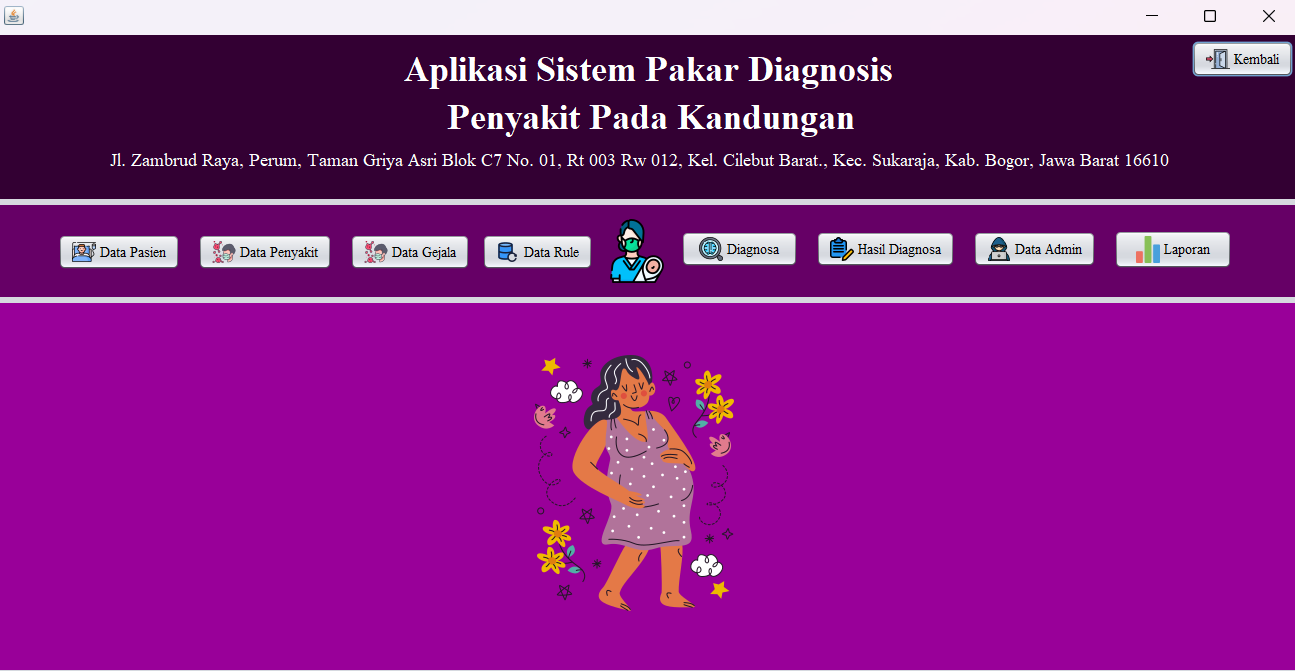 Kembali
Aplikasi Sistem Pakar Diagnosis
Penyakit Pada Kandungan
Jl. Zambrud Raya, Perum, Taman Griya Asri Blok C7 No. 01, Rt 003 Rw 012, Kel. Cilebut Barat., Kec. Sukaraja, Kab. Bogor, Jawa Barat 16610
Data Pasien
Data Penyakit
Data Gejala
Data Rule
Diagnosa
Hasil Diagnosa
Data Admin
Laporan